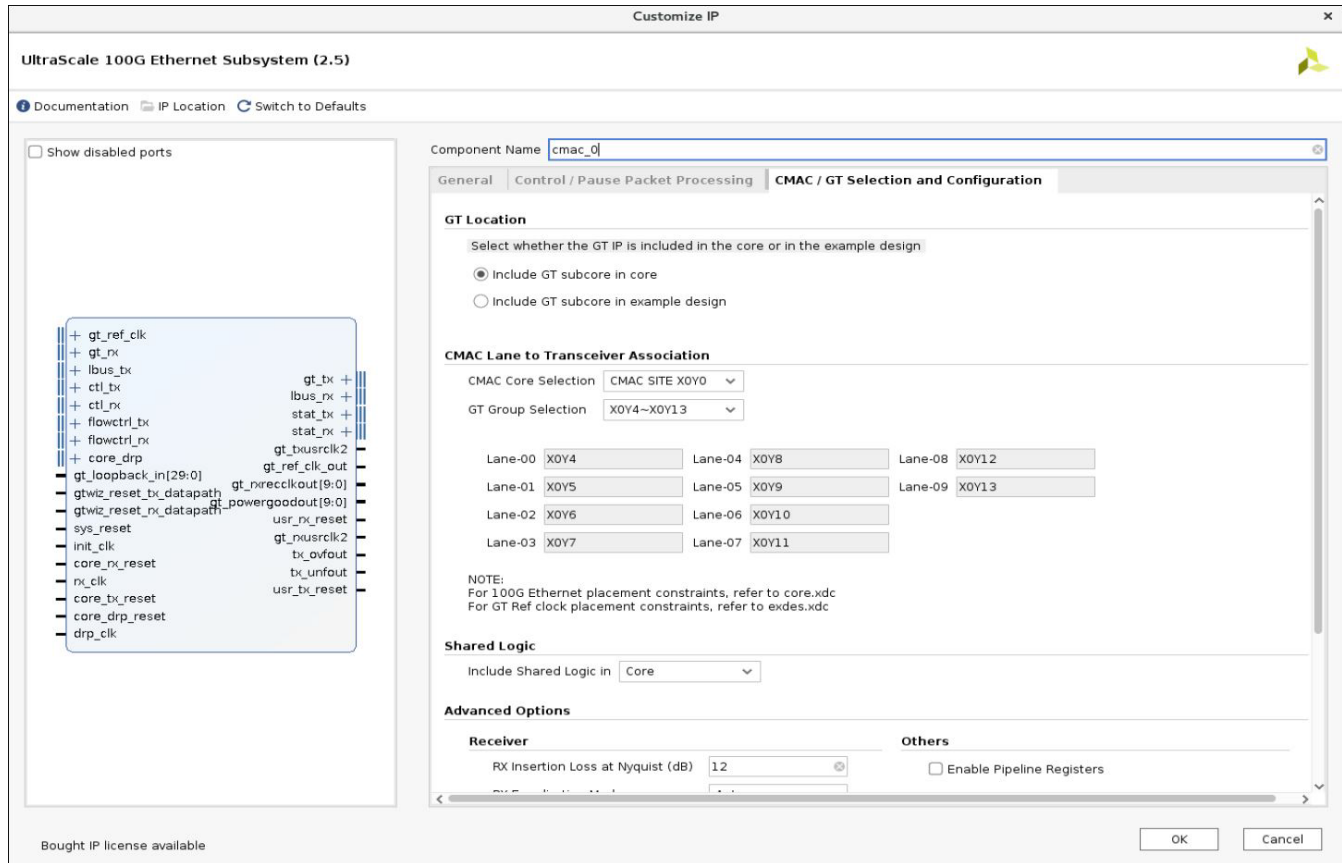 Customize IP
UltraScale 100G Ethernet Subsystem (2.5)
Documentation IP Location Switch to Defaults
Show disabled ports
gt_ref_clk
gt_rx
lbus_tx
ctl_tx
ctl_rx
flowctrl_tx
flowctrl_rx
core_drp
gt_loopback_in[29:0]
gtwiz_reset_tx_datapath
gtwiz_reset_rx_datapath
sys_reset
init_clk
core_rx_reset
rx_clk
core_tx_reset
core_drp_reset
drp_clk
gt_tx
lbus_rx
stat_tx
stat_rx
gt_txusrclk2
gt_ref_clk_out
gt_rxrecclkout[9:0]
gt_powergoodout[9:0]
usr_rx_reset
gt_rxusrclk2
tx_ovfout
tx_unfout
usr_tx_reset
Component Name cmac_0
General Control / Pause Packet Processing CMAC / GT Selection and Configuration
GT Location
Select whether the GT IP is included in the core or in the example design
Include GT subcore in core
Include GT subcore in example design
CMAC Lane to Transceiver Association
CMAC Core Selection CMAC SITE X0Y0
GT Group Selection X0Y4~X0Y13
Lane-00 X0Y4 Lane-04 X0Y8 Lane-08 X0Y12
Lane-01 X0Y5 Lane-05 X0Y9 Lane-09 X0Y13
Lane-02 X0Y6 Lane-06 X0Y10
Lane-03 X0Y7 Lane-07 X0Y11
NOTE:
For 100G Ethernet placement constraints, refer to core.xdc
For GT Ref clock placement constraints, refer to exdes.xdc
Shared Logic
Include Shared Logic in Core
Advanced Options
Receiver Others
RX Insertion Loss at Nyquist (dB) 12 Enable Pipeline Registers
Bought IP license available
OK Cancel